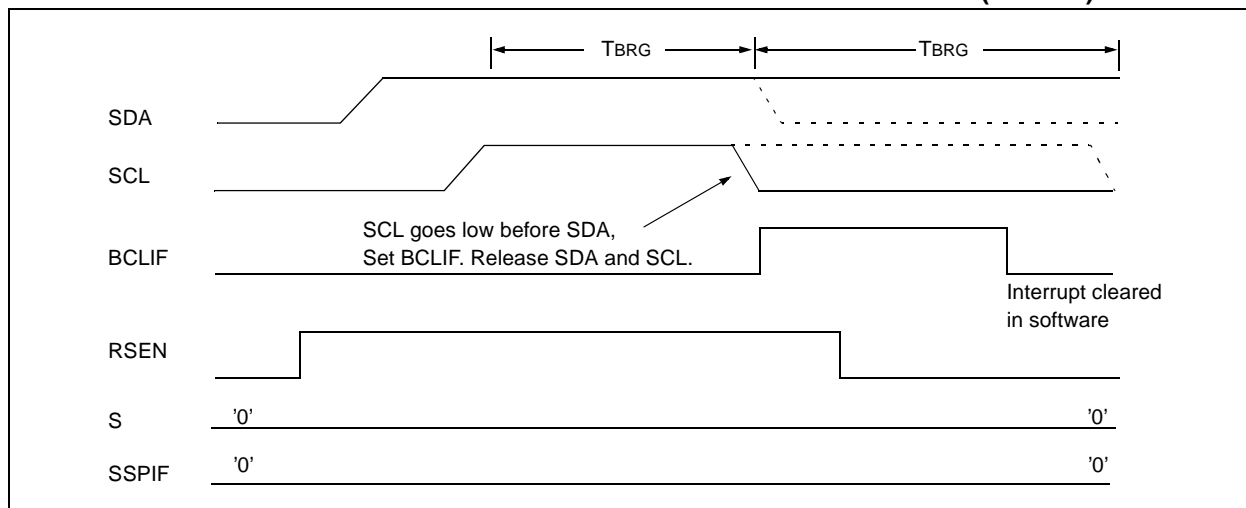 TBRG TBRG
SDA
SCL
SCL goes low before SDA,
Set BCLIF. Release SDA and SCL.
BCLIF
Interrupt cleared
in software
RSEN
S '0' '0'
SSPIF '0' '0'